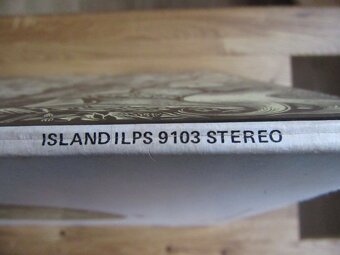 ISLAND ILPS 9103 STEREO